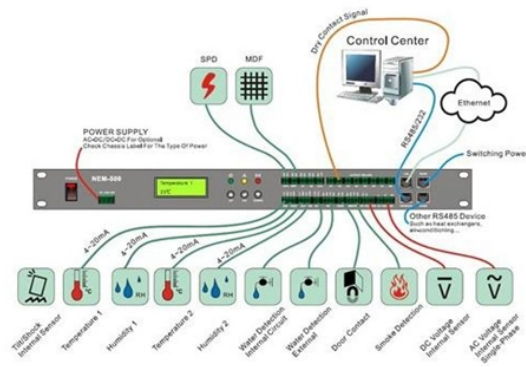 SPD
MDF
Dry Contact Signal
Control Center
Ethernet
RS485/232
POWER SUPPLY
AC-DC/DC-DC For Optional
Check Chassis Label For The Type Of Power
Switching Power
NEM-000
Temperature 1
Other RS485 Device
Such as heat exchangers,
airconditioning...
4~20mA
4~20mA
4~20mA
4~20mA
°C
RH
°C
RH
V
V
Tilt/Shock
Internal Sensor
Temperature 1
Humidity 1
Temperature 2
Humidity 2
Water Detection
Internal Circuit
Water Detection
External
Door Contact
Smoke Detection
DC Voltage
Internal Sensor
AC Voltage
Internal Sensor
Single-Phase